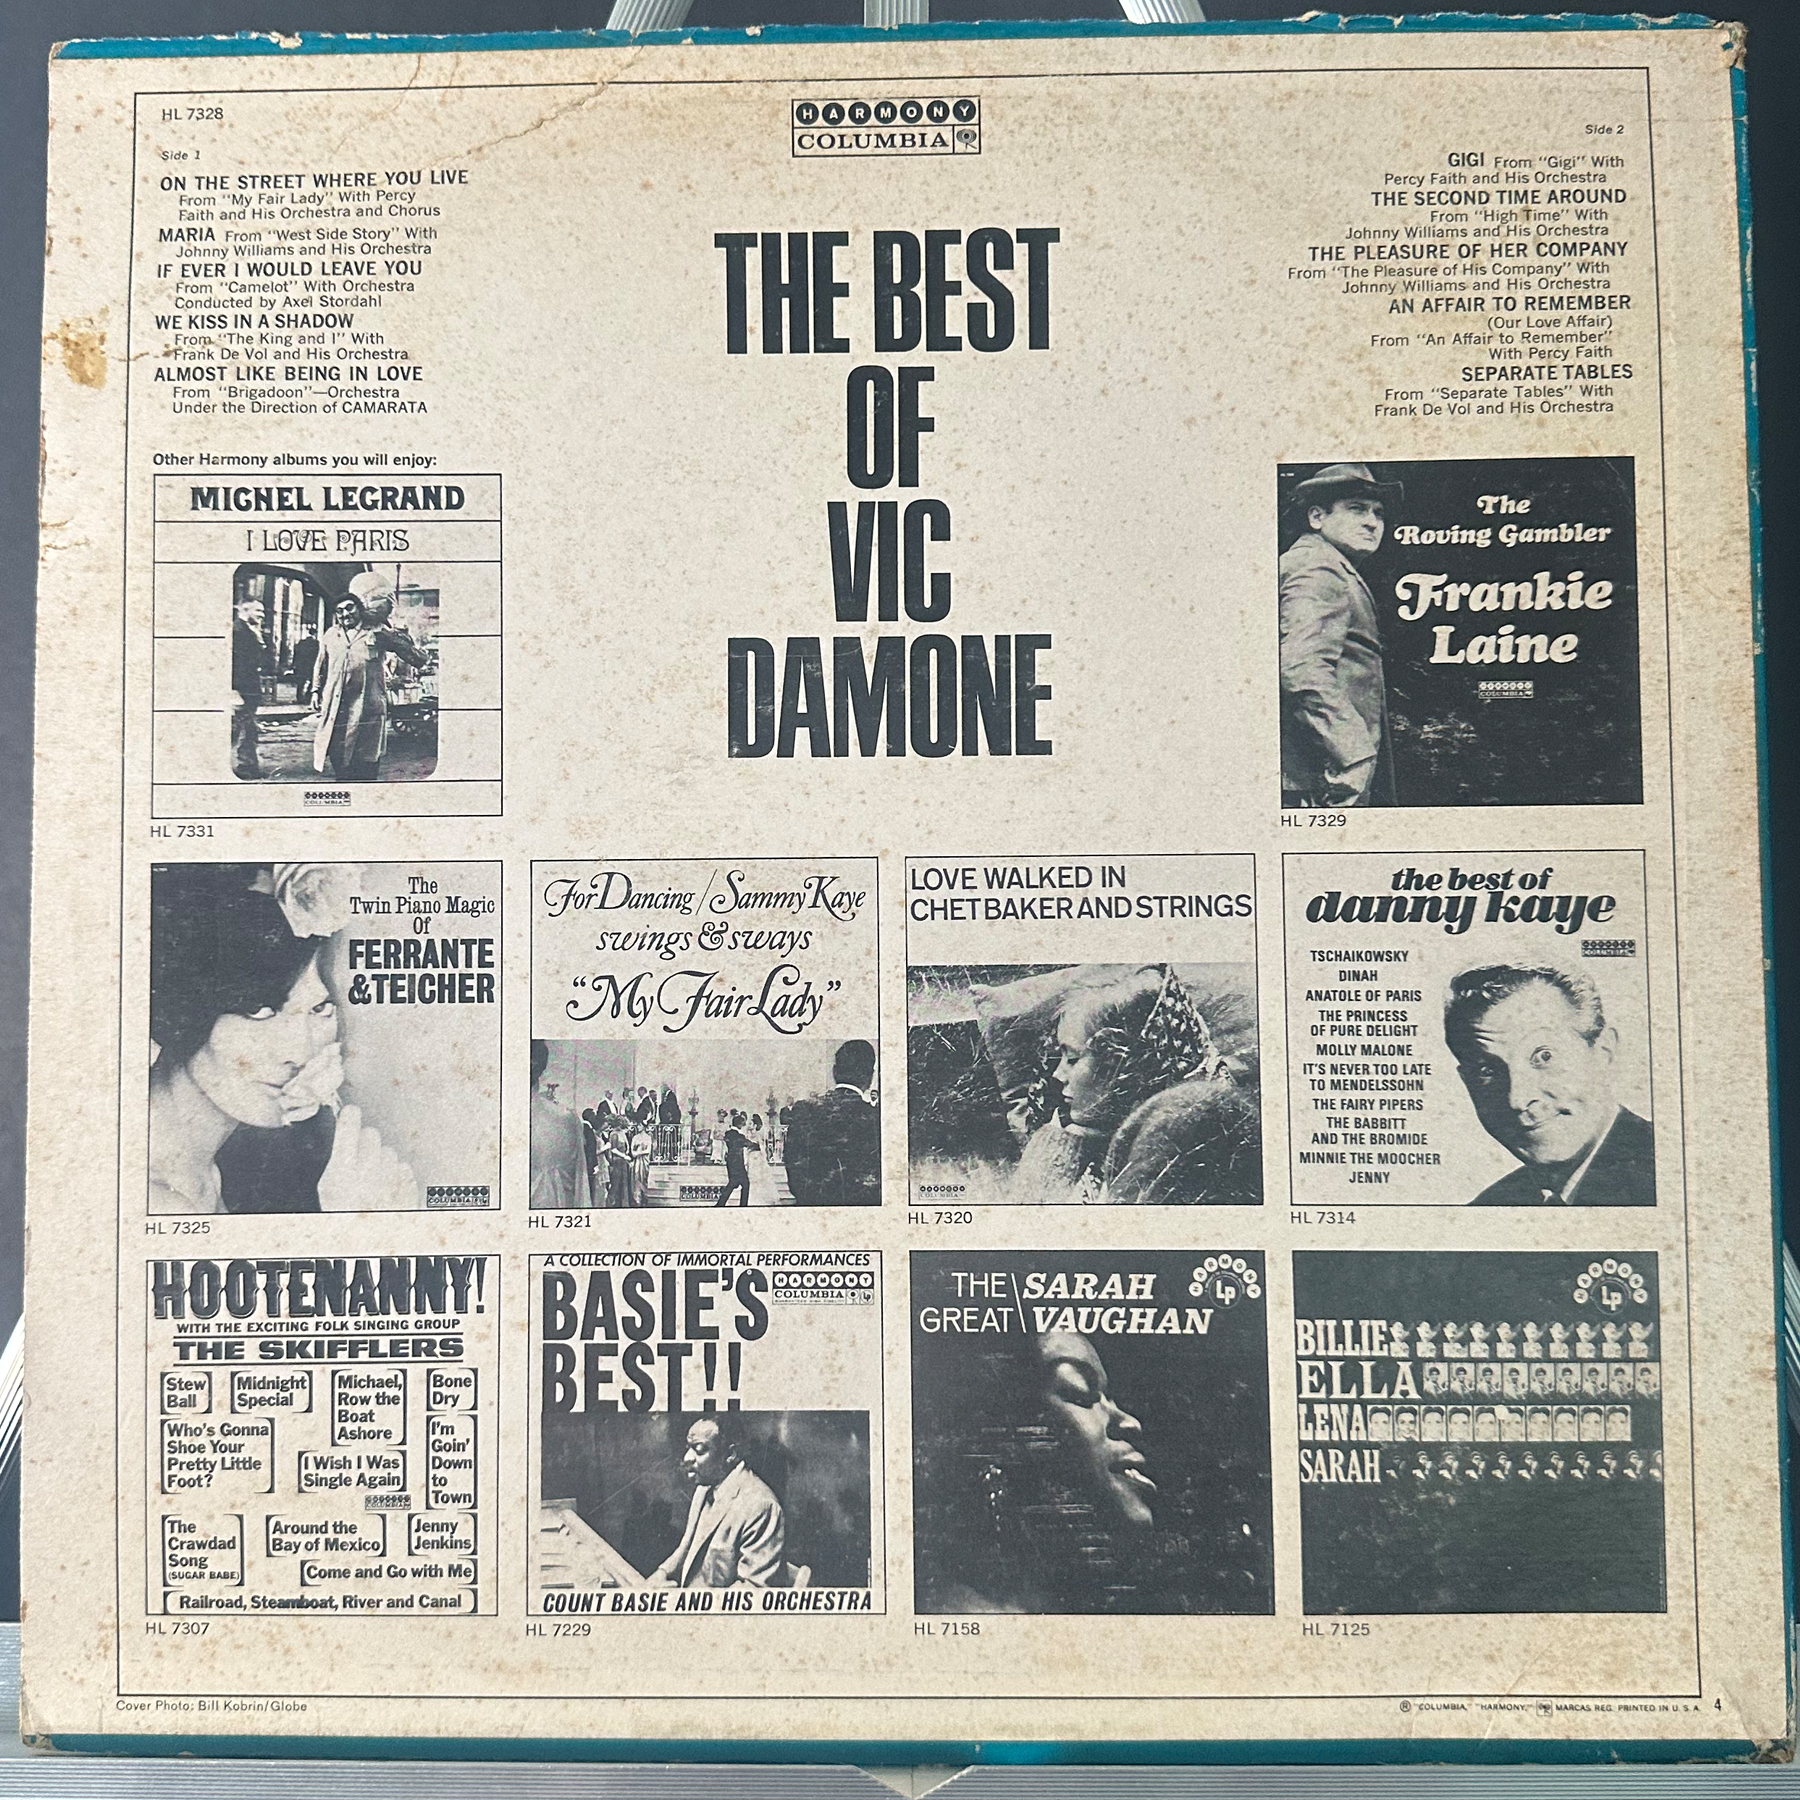 HL 7328
HARMONY
COLUMBIA
Side 1
ON THE STREET WHERE YOU LIVE
From "My Fair Lady" With Percy
Faith and His Orchestra and Chorus
MARIA From "West Side Story" With
Johnny Williams and His Orchestra
IF EVER I WOULD LEAVE YOU
From "Camelot" With Orchestra
Conducted by Axel Stordahl
WE KISS IN A SHADOW
From "The King and I" With
Frank De Vol and His Orchestra
ALMOST LIKE BEING IN LOVE
From "Brigadoon"—Orchestra
Under the Direction of CAMARATA
THE BEST
OF
VIC
DAMONE
Side 2
GIGI From "Gigi" With
Percy Faith and His Orchestra
THE SECOND TIME AROUND
From "High Time" With
Johnny Williams and His Orchestra
THE PLEASURE OF HER COMPANY
From "The Pleasure of His Company" With
Johnny Williams and His Orchestra
AN AFFAIR TO REMEMBER
(Our Love Affair)
From "An Affair to Remember"
With Percy Faith
SEPARATE TABLES
From "Separate Tables" With
Frank De Vol and His Orchestra
Other Harmony albums you will enjoy:
MICHEL LEGRAND
I LOVE PARIS
COLUMBIA
HL 7331
The
Roving Gambler
Frankie
Laine
COLUMBIA
HL 7329
The
Twin Piano Magic
Of
FERRANTE
&TEICHER
COLUMBIA
HL 7325
For Dancing / Sammy Kaye
swings & sways
"My Fair Lady"
COLUMBIA
HL 7321
LOVE WALKED IN
CHET BAKER AND STRINGS
COLUMBIA
HL 7320
the best of
danny kaye
COLUMBIA
TSCHAIKOWSKY
DINAH
ANATOLE OF PARIS
THE PRINCESS
OF PURE DELIGHT
MOLLY MALONE
IT'S NEVER TOO LATE
TO MENDELSSOHN
THE FAIRY PIPERS
THE BABBITT
AND THE BROMIDE
MINNIE THE MOOCHER
JENNY
HL 7314
HOOTENANNY!
WITH THE EXCITING FOLK SINGING GROUP
THE SKIFFLERS
Stew
Ball
Midnight
Special
Michael,
Row the
Boat
Ashore
Bone
Dry
Who's Gonna
Shoe Your
Pretty Little
Foot?
I Wish I Was
Single Again
I'm
Goin'
Down
to
Town
COLUMBIA
The
Crawdad
Song
(SUGAR BABE)
Around the
Bay of Mexico
Jenny
Jenkins
Come and Go with Me
Railroad, Steamboat, River and Canal
HL 7307
A COLLECTION OF IMMORTAL PERFORMANCES
BASIE'S
BEST!!
HARMONY
COLUMBIA
COUNT BASIE AND HIS ORCHESTRA
HL 7229
THE GREAT
SARAH
VAUGHAN
HARMONY
Lp
HL 7158
HARMONY
Lp
BILLIE
ELLA
LENA
SARAH
HL 7125
Cover Photo: Bill Kobrin/Globe
® "COLUMBIA," "HARMONY," MARCAS REG. PRINTED IN U. S. A. 4